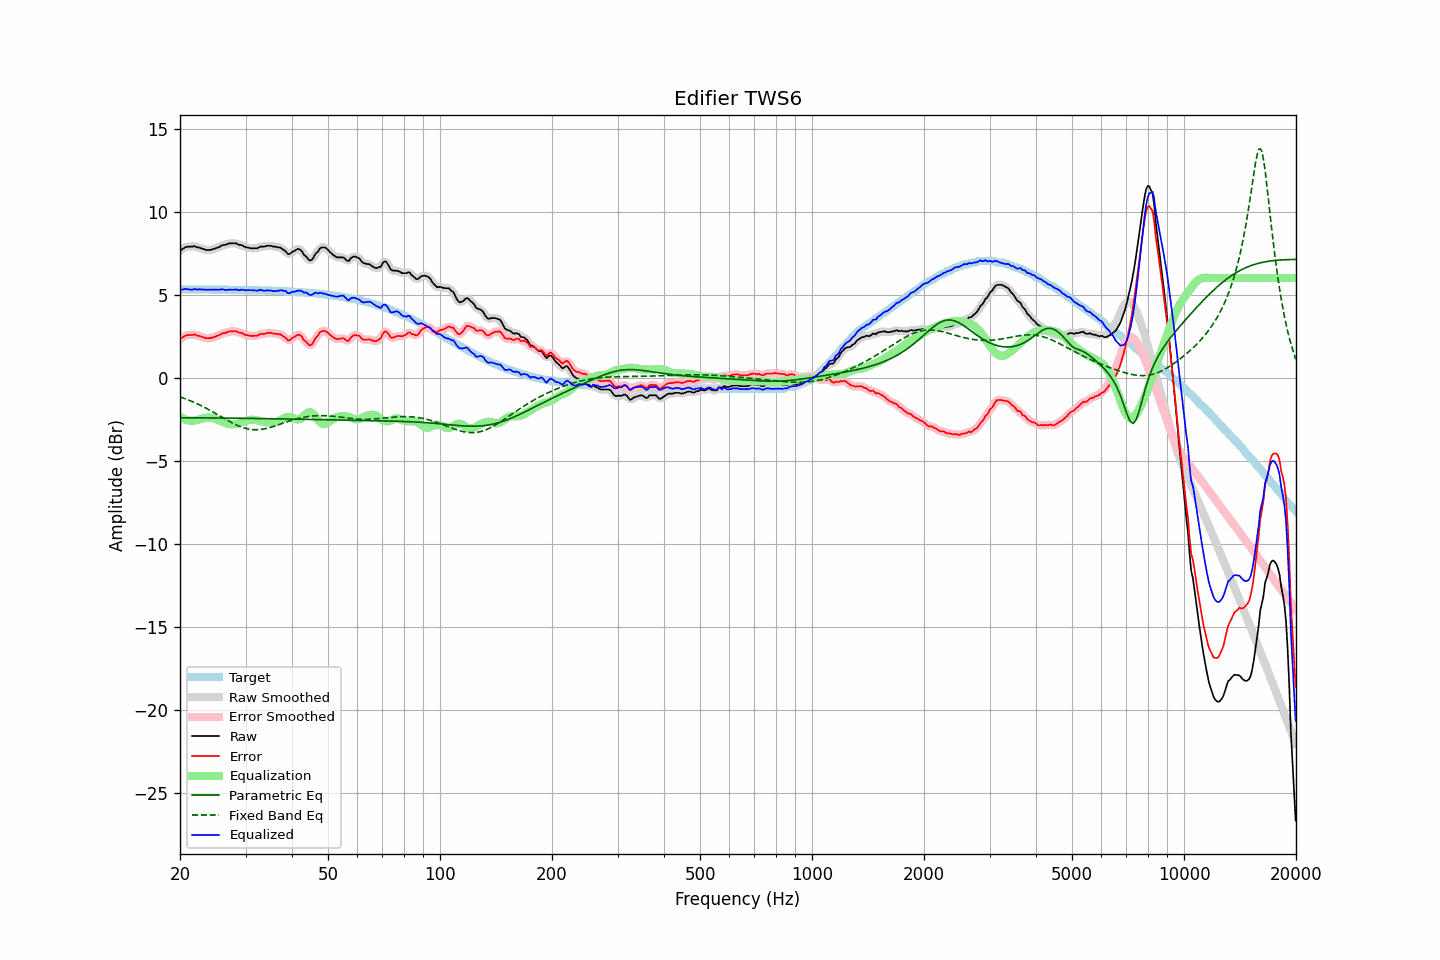 Edifier TWS6
15
10
5
0
−5
−10
−15
−20
−25
Amplitude (dBr)
Target
Raw Smoothed
Error Smoothed
Raw
Error
Equalization
Parametric Eq
Fixed Band Eq
Equalized
20 50 100 200 500 1000 2000 5000 10000 20000
Frequency (Hz)